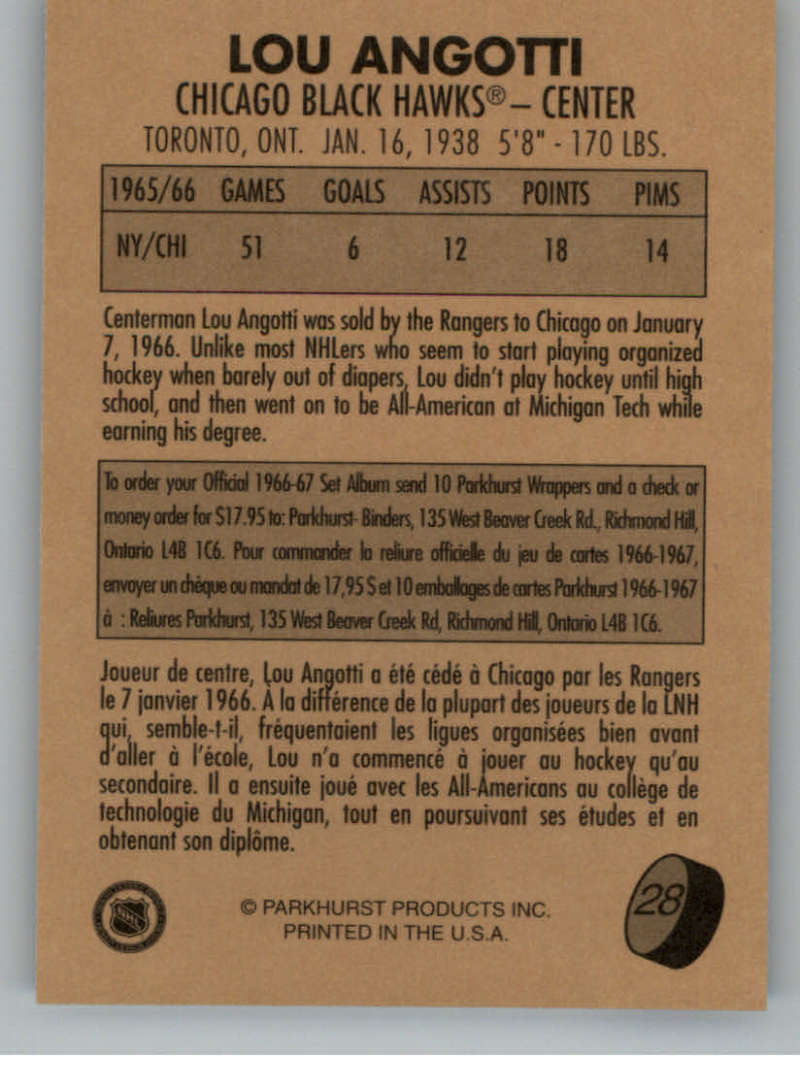 LOU ANGOTTI
CHICAGO BLACK HAWKS® – CENTER
TORONTO, ONT. JAN. 16, 1938 5'8" - 170 LBS.
1965/66 GAMES GOALS ASSISTS POINTS PIMS
NY/CHI 51 6 12 18 14
Centerman Lou Angotti was sold by the Rangers to Chicago on January
7, 1966. Unlike most NHLers who seem to start playing organized
hockey when barely out of diapers, Lou didn't play hockey until high
school, and then went on to be All-American at Michigan Tech while
earning his degree.
To order your Official 1966-67 Set Album send 10 Parkhurst Wrappers and a check or
money order for $17.95 to: Parkhurst- Binders, 135 West Beaver Creek Rd., Richmond Hill,
Ontario L4B 1C6. Pour commander la reliure officielle du jeu de cartes 1966-1967,
envoyer un chèque ou mandat de 17,95 $ et 10 emballages de cartes Parkhurst 1966-1967
à : Reliures Parkhurst, 135 West Beaver Creek Rd, Richmond Hill, Ontario L4B 1C6.
Joueur de centre, Lou Angotti a été cédé à Chicago par les Rangers
le 7 janvier 1966. À la différence de la plupart des joueurs de la LNH
qui, semble-t-il, fréquentaient les ligues organisées bien avant
d'aller à l'école, Lou n'a commencé à jouer au hockey qu'au
secondaire. Il a ensuite joué avec les All-Americans au collège de
technologie du Michigan, tout en poursuivant ses études et en
obtenant son diplôme.
NHL
© PARKHURST PRODUCTS INC.
PRINTED IN THE U.S.A.
28